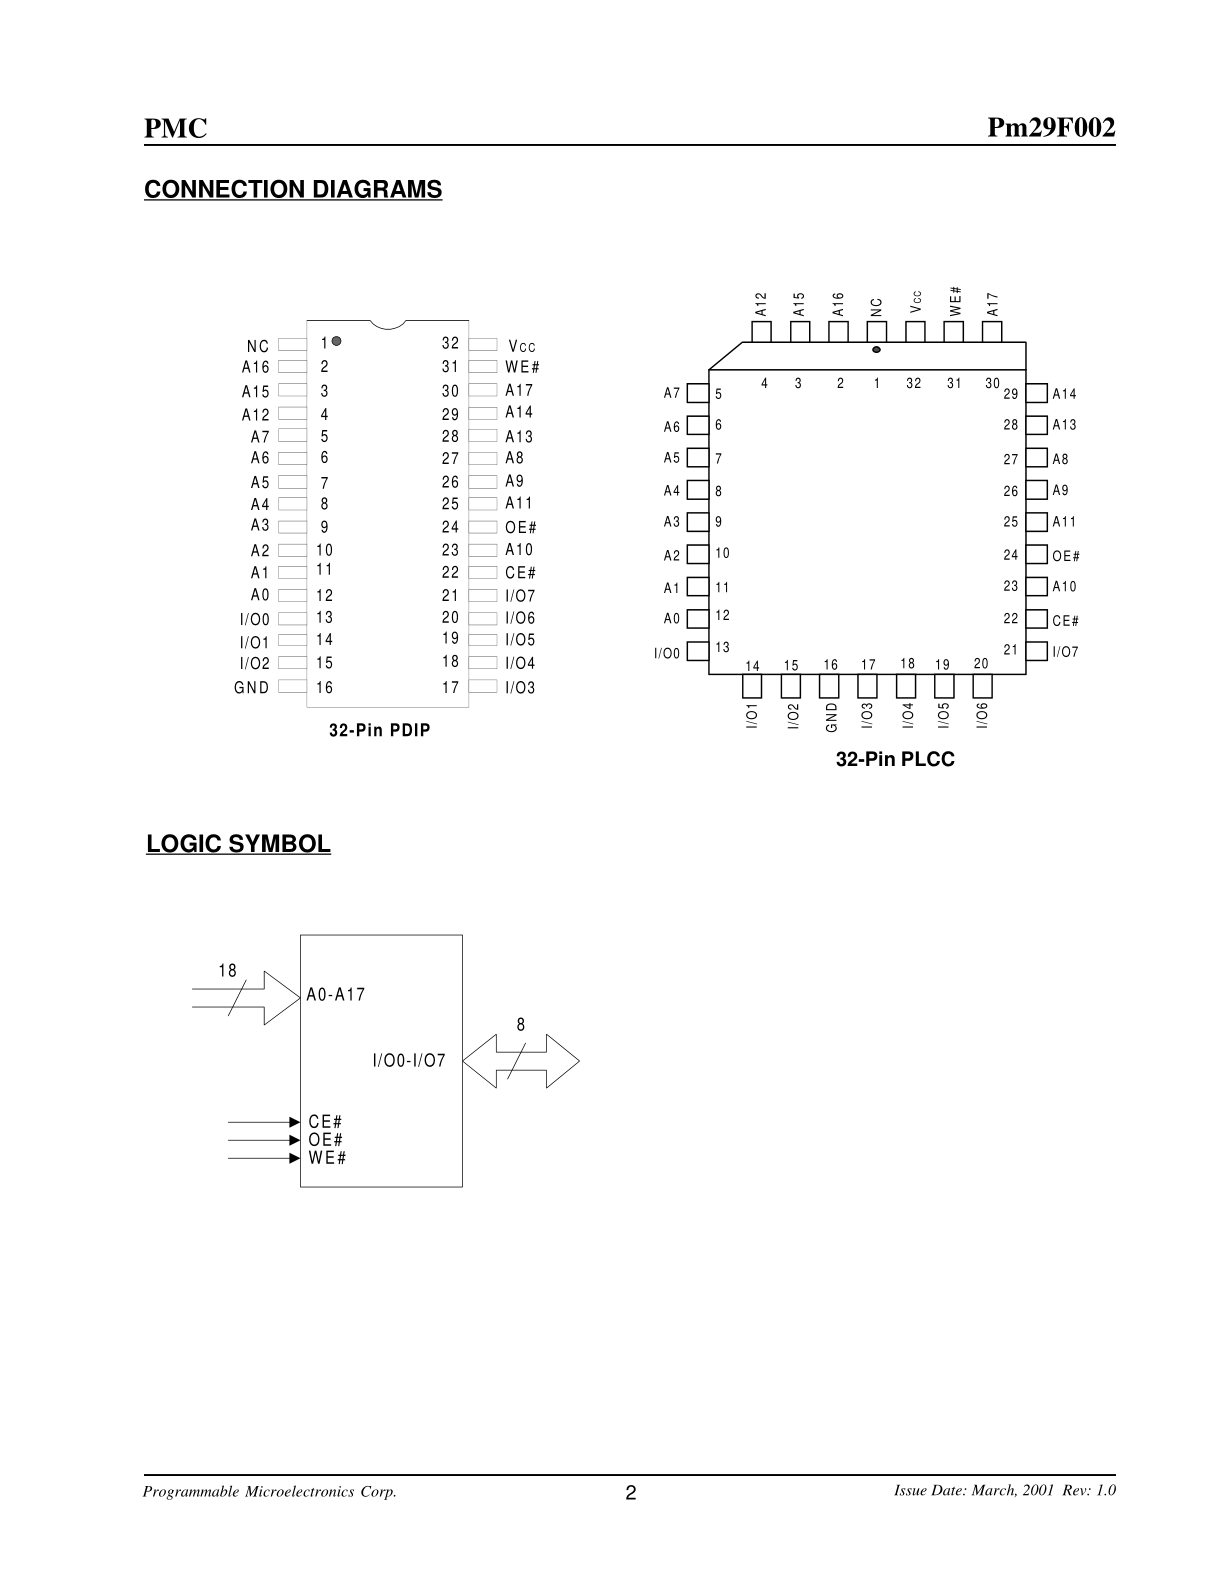 PMC Pm29F002
CONNECTION DIAGRAMS
NC 1 32 VCC
A16 2 31 WE#
A15 3 30 A17
A12 4 29 A14
A7 5 28 A13
A6 6 27 A8
A5 7 26 A9
A4 8 25 A11
A3 9 24 OE#
A2 10 23 A10
A1 11 22 CE#
A0 12 21 I/O7
I/O0 13 20 I/O6
I/O1 14 19 I/O5
I/O2 15 18 I/O4
GND 16 17 I/O3
32-Pin PDIP
A12 A15 A16 NC VCC WE# A17
4 3 2 1 32 31 30
A7 5 29 A14
A6 6 28 A13
A5 7 27 A8
A4 8 26 A9
A3 9 25 A11
A2 10 24 OE#
A1 11 23 A10
A0 12 22 CE#
I/O0 13 21 I/O7
14 15 16 17 18 19 20
I/O1 I/O2 GND I/O3 I/O4 I/O5 I/O6
32-Pin PLCC
LOGIC SYMBOL
18
A0-A17
8
I/O0-I/O7
CE#
OE#
WE#
Programmable Microelectronics Corp. 2 Issue Date: March, 2001 Rev: 1.0